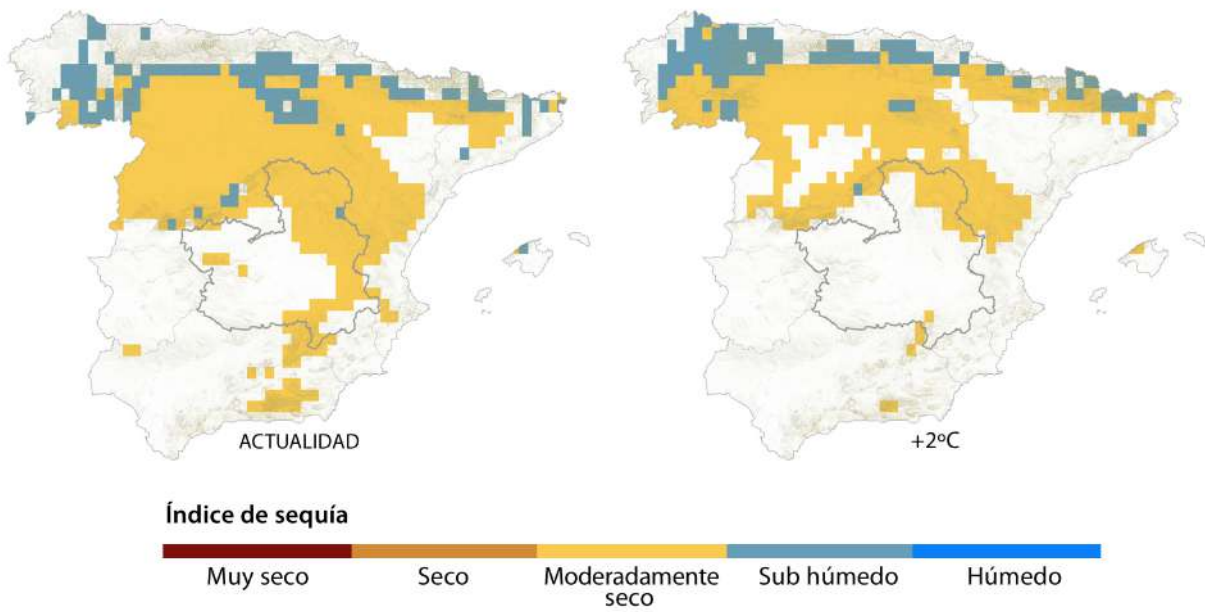 ACTUALIDAD
+2ºC
Índice de sequía
Muy seco
Seco
Moderadamente
seco
Sub húmedo
Húmedo